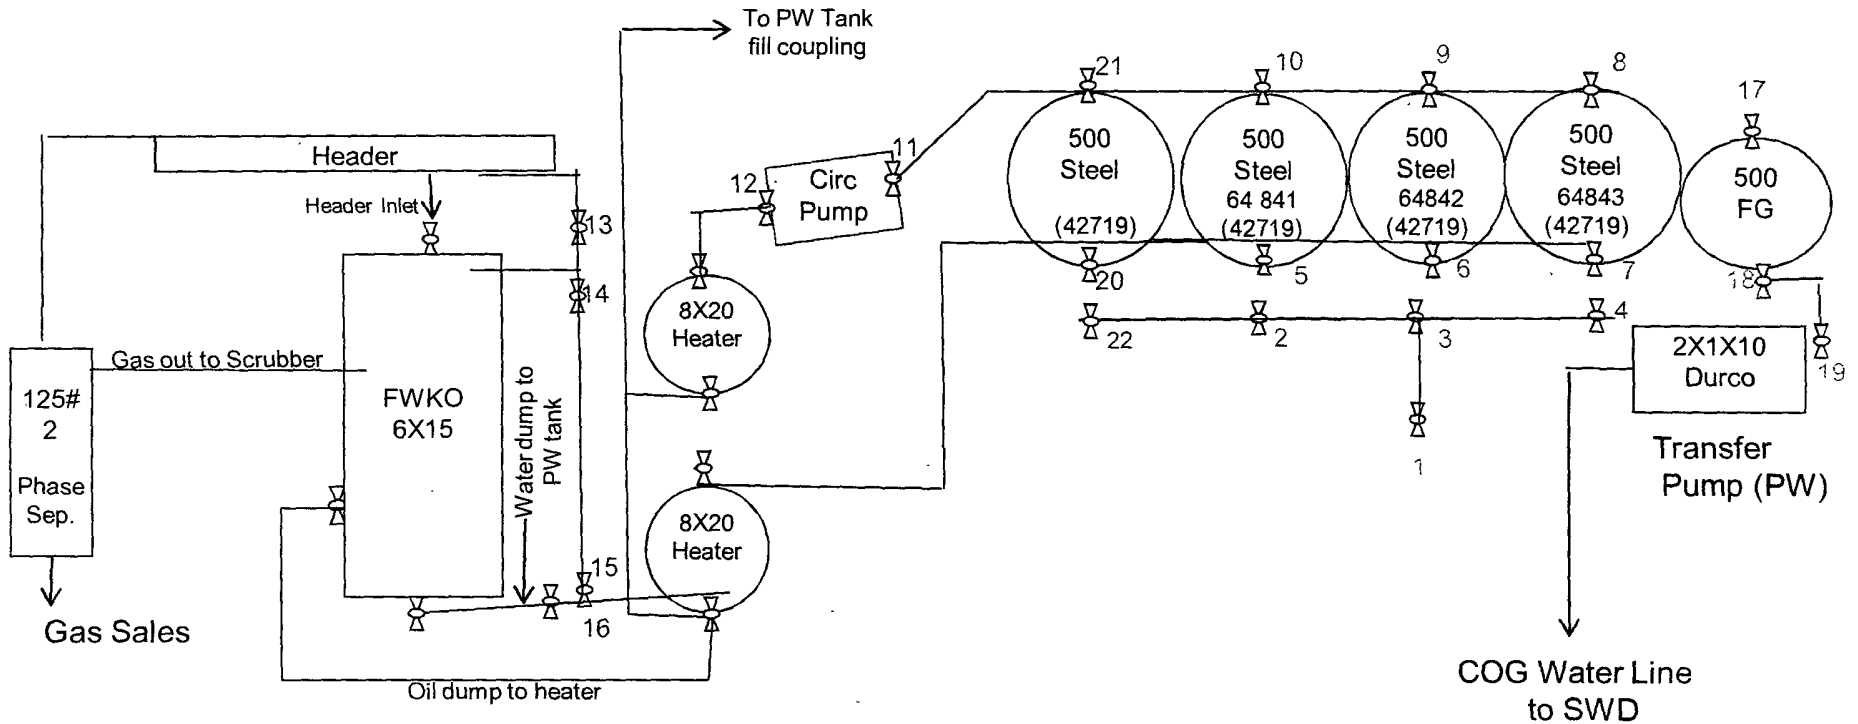 To PW Tank
fill coupling
Header
Header Inlet
13
14
Gas out to Scrubber
125#
2
Phase
Sep.
Gas Sales
FWKO
6X15
Water dump to
PW tank
15
16
Oil dump to heater
12
11
Circ
Pump
8X20
Heater
8X20
Heater
21
10
9
8
17
500
Steel
(42719)
500
Steel
64 841
(42719)
500
Steel
64842
(42719)
500
Steel
64843
(42719)
500
FG
20
5
6
7
18
22
2
3
4
19
1
2X1X10
Durco
Transfer
Pump (PW)
COG Water Line
to SWD